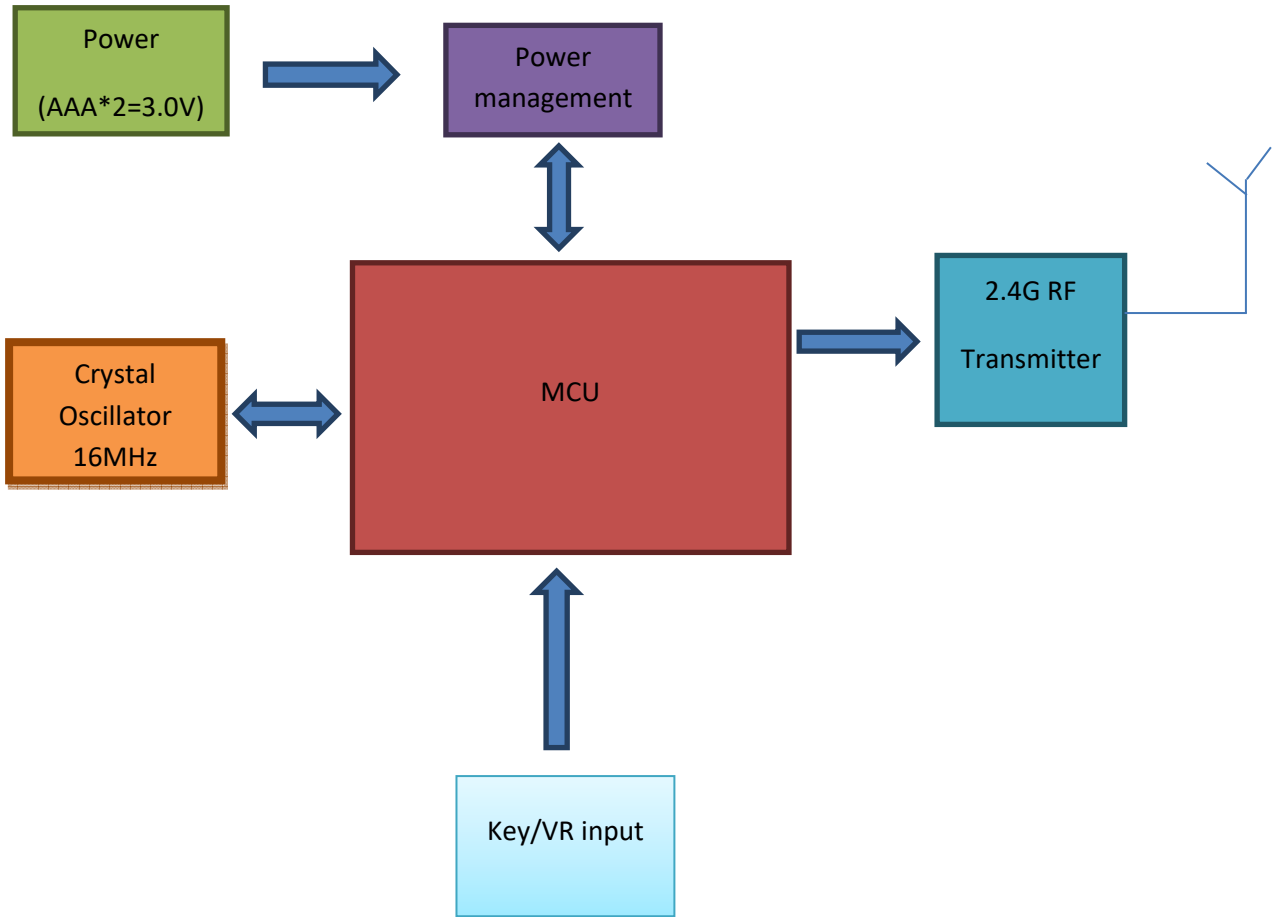 Power
(AAA*2=3.0V)
Power
management
2.4G RF
Transmitter
Crystal
Oscillator
16MHz
MCU
Key/VR input